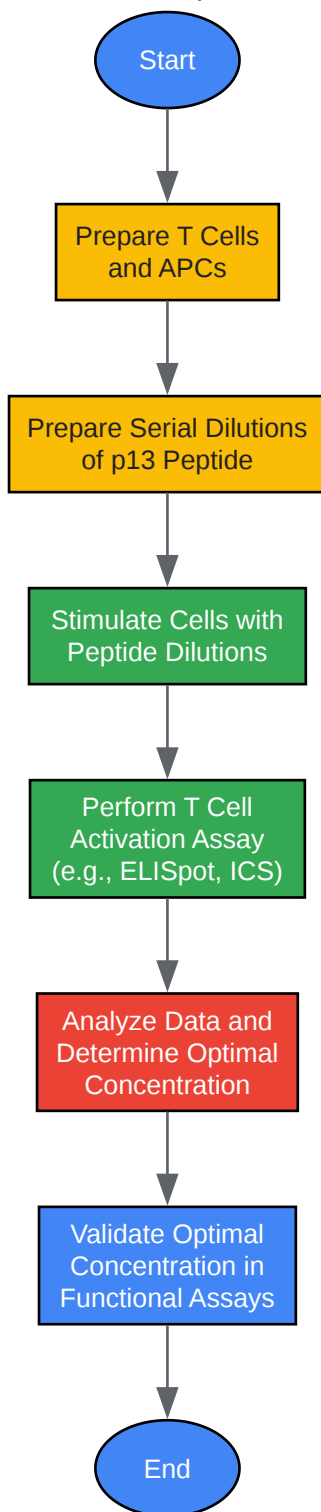 Start
Prepare T Cells
and APCs
Prepare Serial Dilutions
of p13 Peptide
Stimulate Cells with
Peptide Dilutions
Perform T Cell
Activation Assay
(e.g., ELISpot, ICS)
Analyze Data and
Determine Optimal
Concentration
Validate Optimal
Concentration in
Functional Assays
End